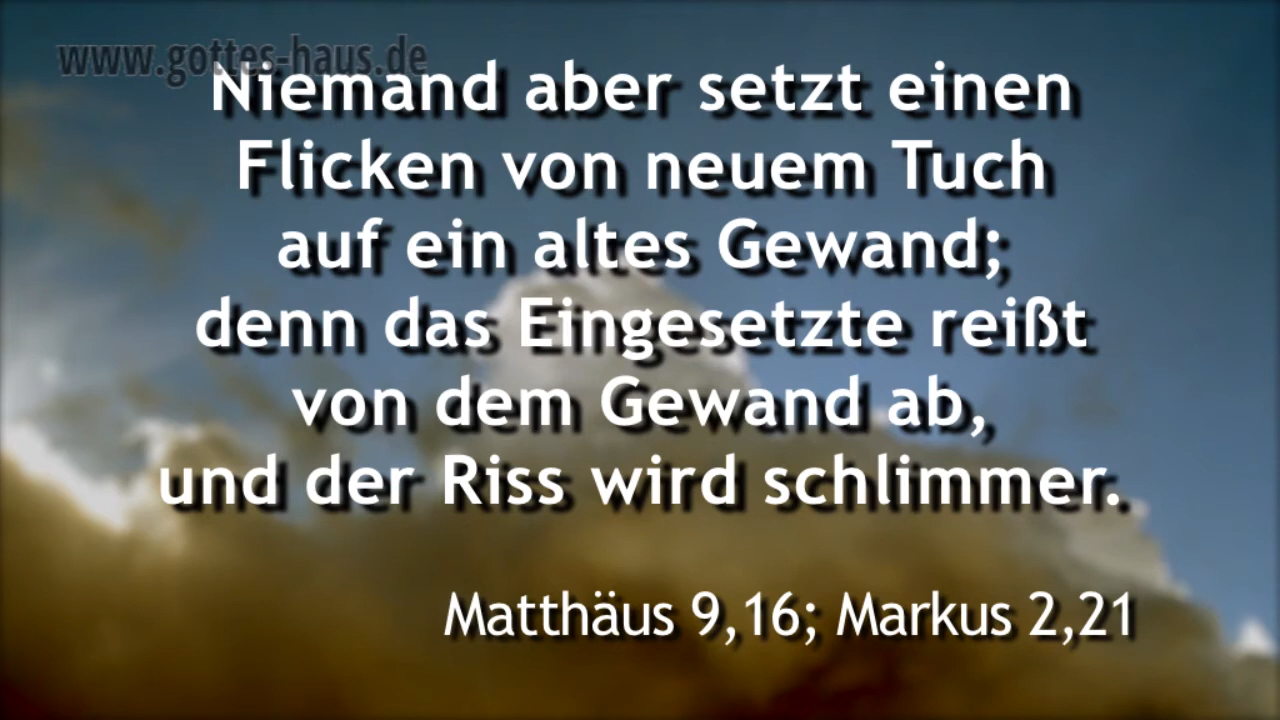 www.gottes-haus.de
Niemand aber setzt einen
Flicken von neuem Tuch
auf ein altes Gewand;
denn das Eingesetzte reißt
von dem Gewand ab,
und der Riss wird schlimmer.
Matthäus 9,16; Markus 2,21